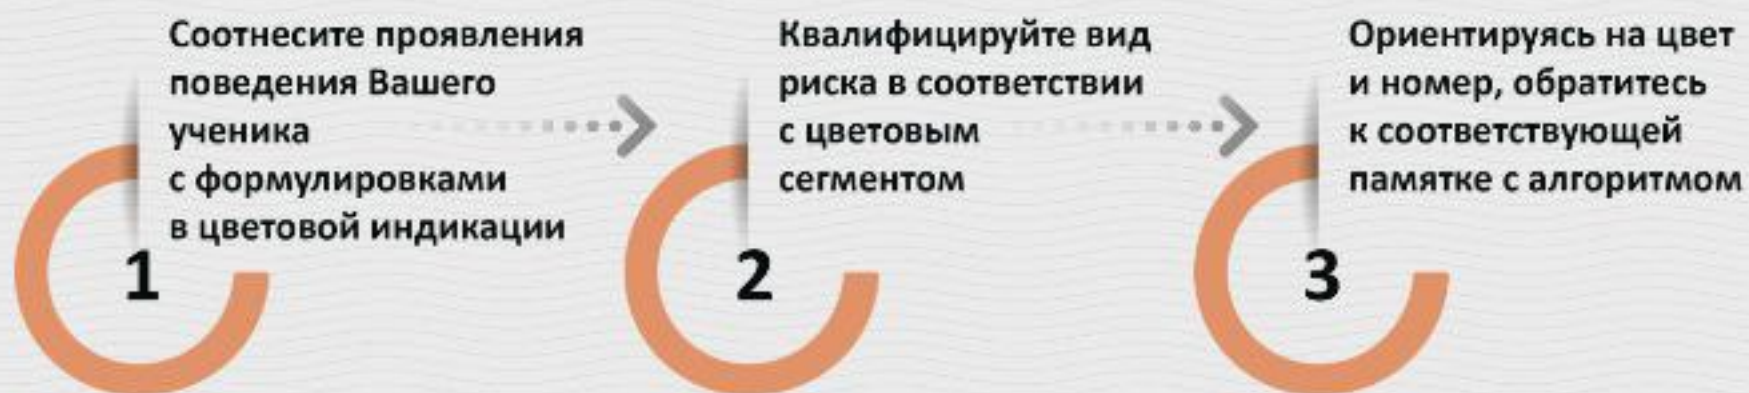 Соотнесите проявления
поведения Вашего
ученика
с формулировками
в цветовой индикации
1
Квалифицируйте вид
риска в соответствии
с цветовым
сегментом
2
Ориентируясь на цвет
и номер, обратитесь
к соответствующей
памятке с алгоритмом
3